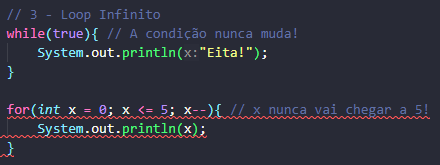 // 3 - Loop Infinito
while(true){ // A condição nunca muda!
System.out.println(x:"Eita!");
}
for(int x = 0; x <= 5; x--){ // x nunca vai chegar a 5!
System.out.println(x);
}